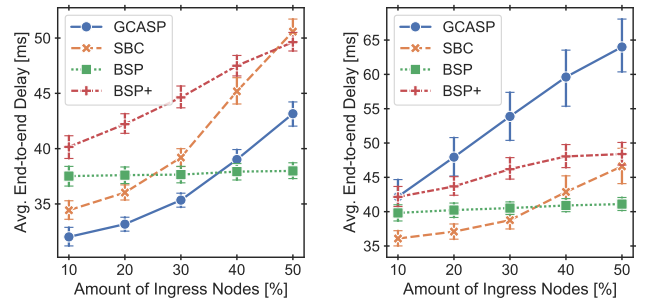 Avg. End-to-end Delay [ms]
50
45
40
35
GCASP
SBC
BSP
BSP+
10 20 30 40 50
Amount of Ingress Nodes [%]
Avg. End-to-end Delay [ms]
65
60
55
50
45
40
35
GCASP
SBC
BSP
BSP+
10 20 30 40 50
Amount of Ingress Nodes [%]